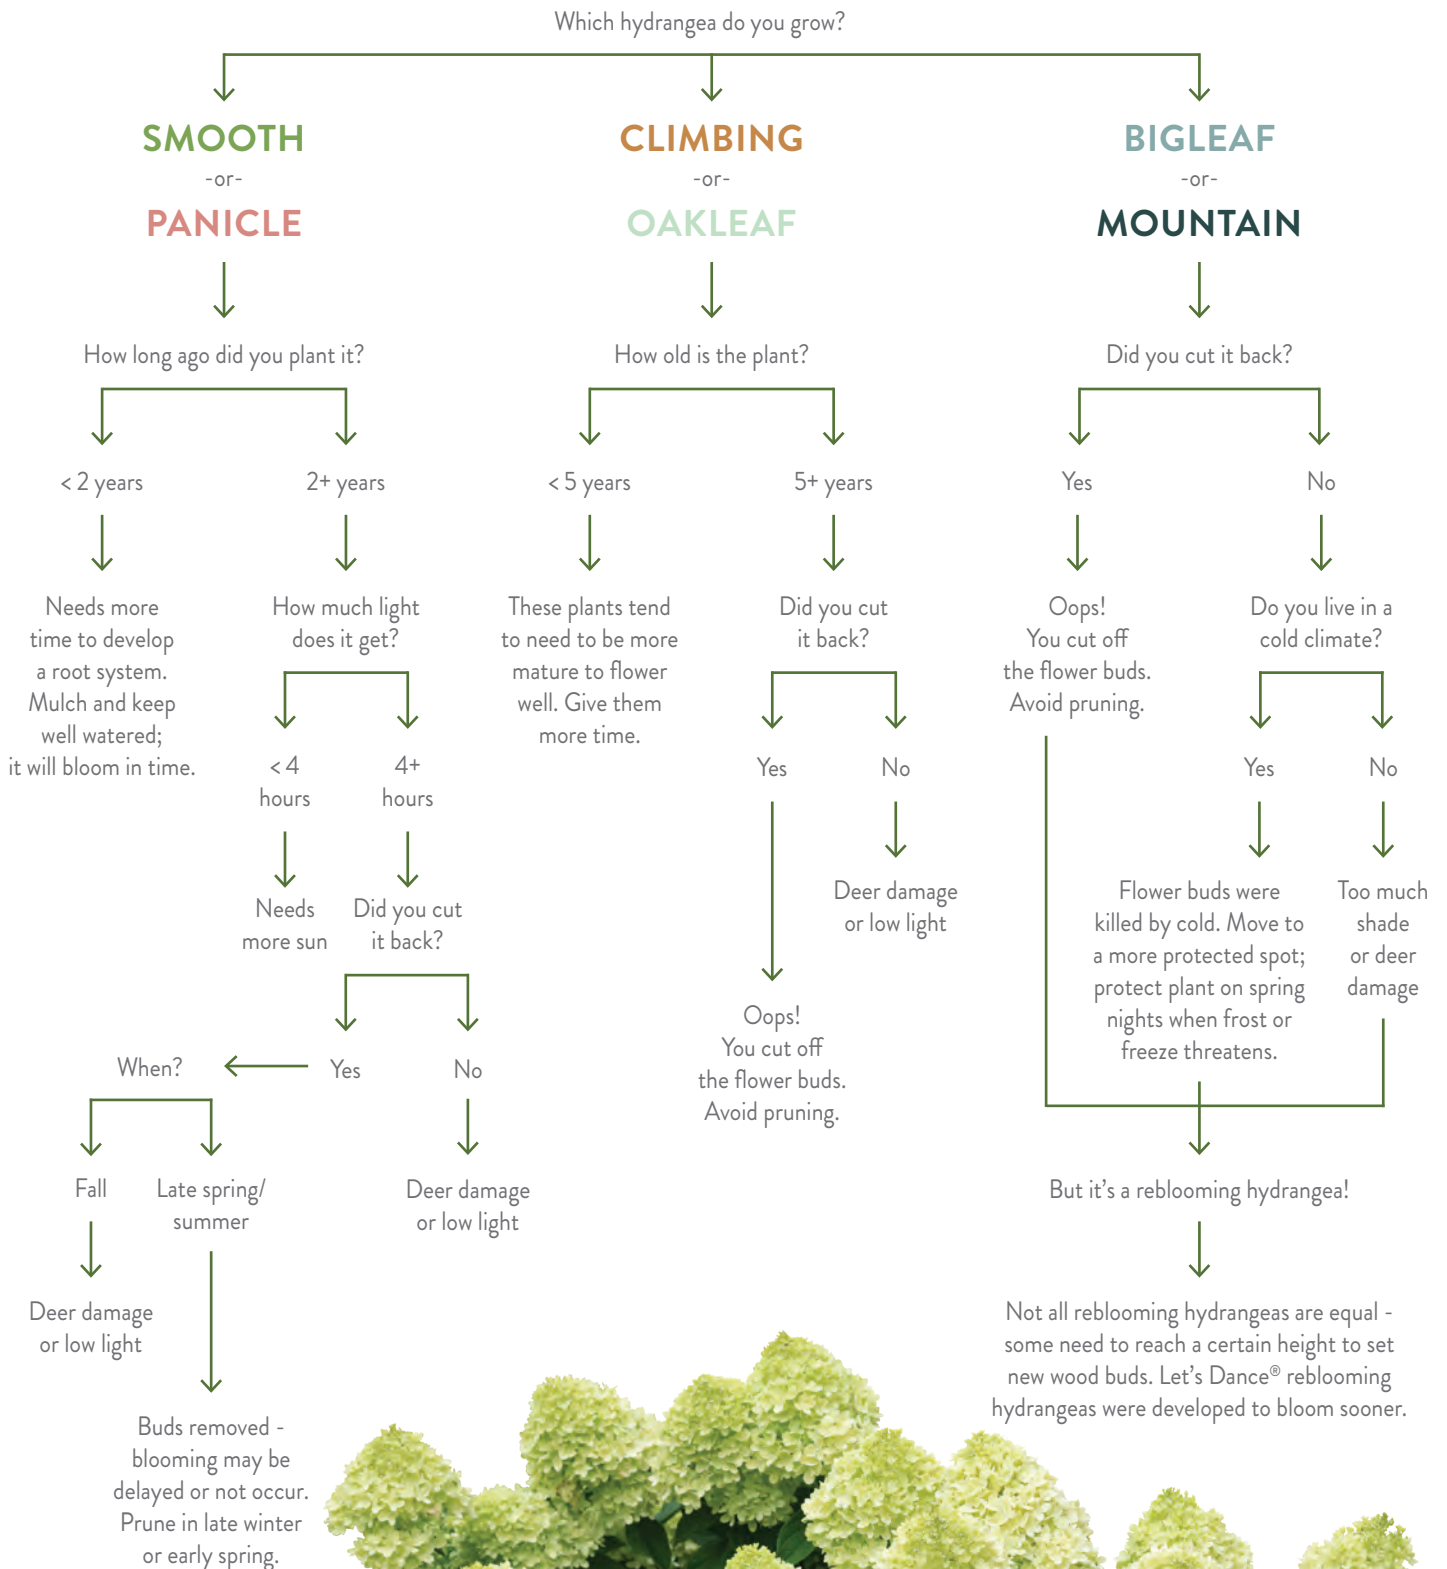 Which hydrangea do you grow?
SMOOTH
-or-
PANICLE
CLIMBING
-or-
OAKLEAF
BIGLEAF
-or-
MOUNTAIN
How long ago did you plant it?
How old is the plant?
Did you cut it back?
< 2 years
2+ years
< 5 years
5+ years
Yes
No
Needs more
time to develop
a root system.
Mulch and keep
well watered;
it will bloom in time.
How much light
does it get?
These plants tend
to need to be more
mature to flower
well. Give them
more time.
Did you cut
it back?
Oops!
You cut off
the flower buds.
Avoid pruning.
Do you live in a
cold climate?
< 4
hours
4+
hours
Yes
No
Yes
No
Needs
more sun
Did you cut
it back?
Deer damage
or low light
Flower buds were
killed by cold. Move to
a more protected spot;
protect plant on spring
nights when frost or
freeze threatens.
Too much
shade
or deer
damage
Oops!
You cut off
the flower buds.
Avoid pruning.
When?
Yes
No
Fall
Late spring/
summer
Deer damage
or low light
But it's a reblooming hydrangea!
Deer damage
or low light
Not all reblooming hydrangeas are equal -
some need to reach a certain height to set
new wood buds. Let's Dance® reblooming
hydrangeas were developed to bloom sooner.
Buds removed -
blooming may be
delayed or not occur.
Prune in late winter
or early spring.